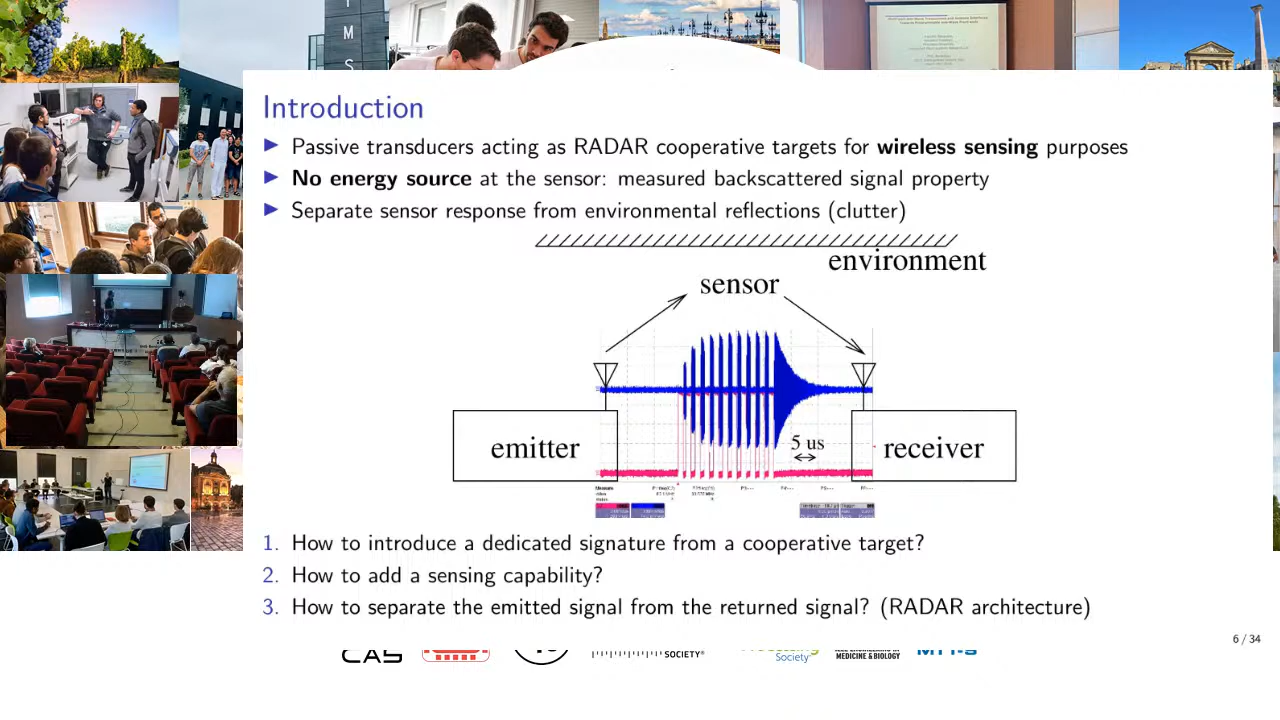 I
M
S
Introduction
Passive transducers acting as RADAR cooperative targets for wireless sensing purposes
No energy source at the sensor: measured backscattered signal property
Separate sensor response from environmental reflections (clutter)
environment
sensor
emitter
5 us
receiver
Measure
1. How to introduce a dedicated signature from a cooperative target?
2. How to add a sensing capability?
3. How to separate the emitted signal from the returned signal? (RADAR architecture)
6 / 34
CAS
SOCIETY
Society
MEDICINE & BIOLOGY
MTT-S